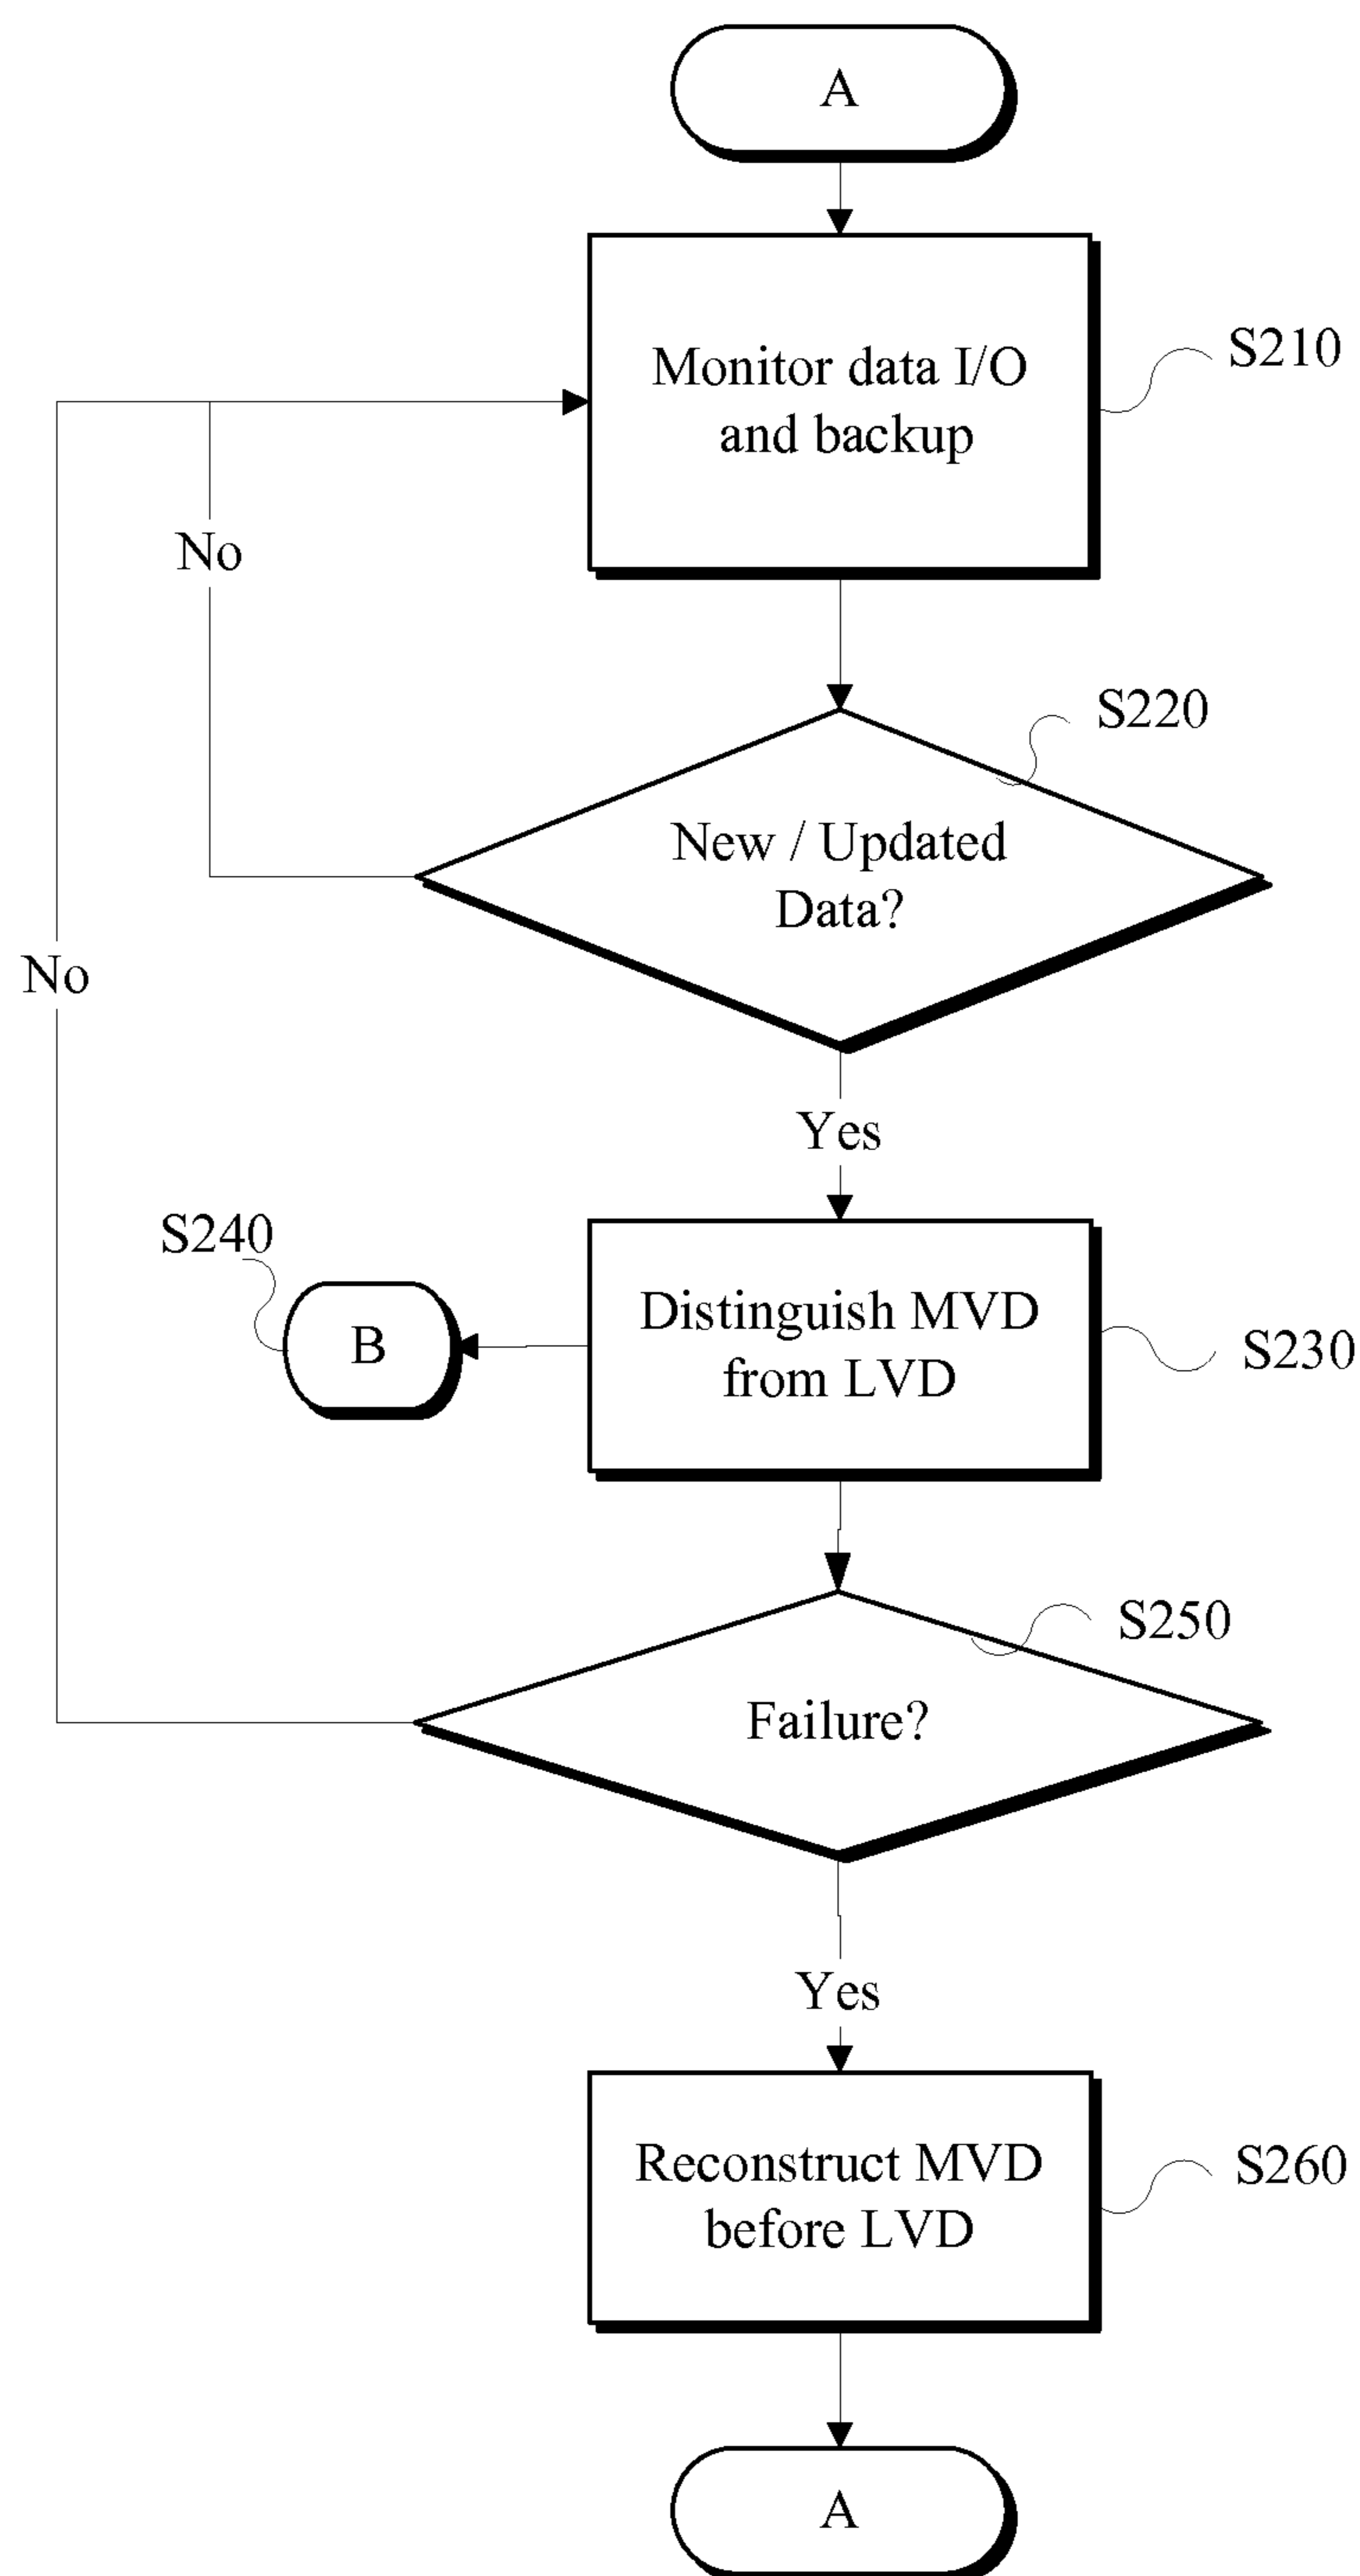 A
Monitor data I/O
and backup
S210
No
S220
New / Updated
Data?
No
Yes
S240
Distinguish MVD
from LVD
B
S230
S250
Failure?
Yes
Reconstruct MVD
before LVD
S260
A